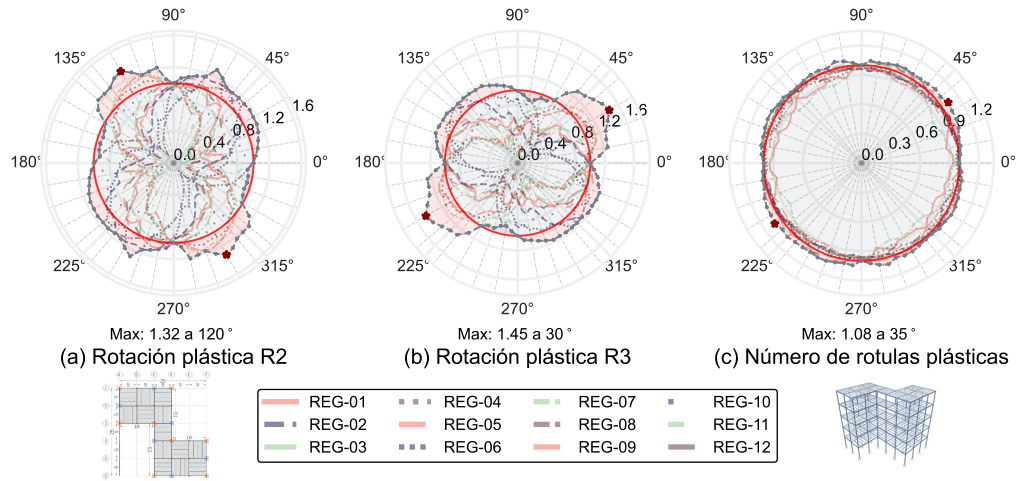 90°
135°
45°
180°
0°
225°
315°
270°
0.0
0.4
0.8
1.2
1.6
Max: 1.32 a 120°
(a) Rotación plástica R2
90°
135°
45°
180°
0°
225°
315°
270°
0.0
0.4
0.8
1.2
1.6
Max: 1.45 a 30°
(b) Rotación plástica R3
90°
135°
45°
180°
0°
225°
315°
270°
0.0
0.3
0.6
0.9
1.2
Max: 1.08 a 35°
(c) Número de rotulas plásticas
REG-01
REG-02
REG-03
REG-04
REG-05
REG-06
REG-07
REG-08
REG-09
REG-10
REG-11
REG-12